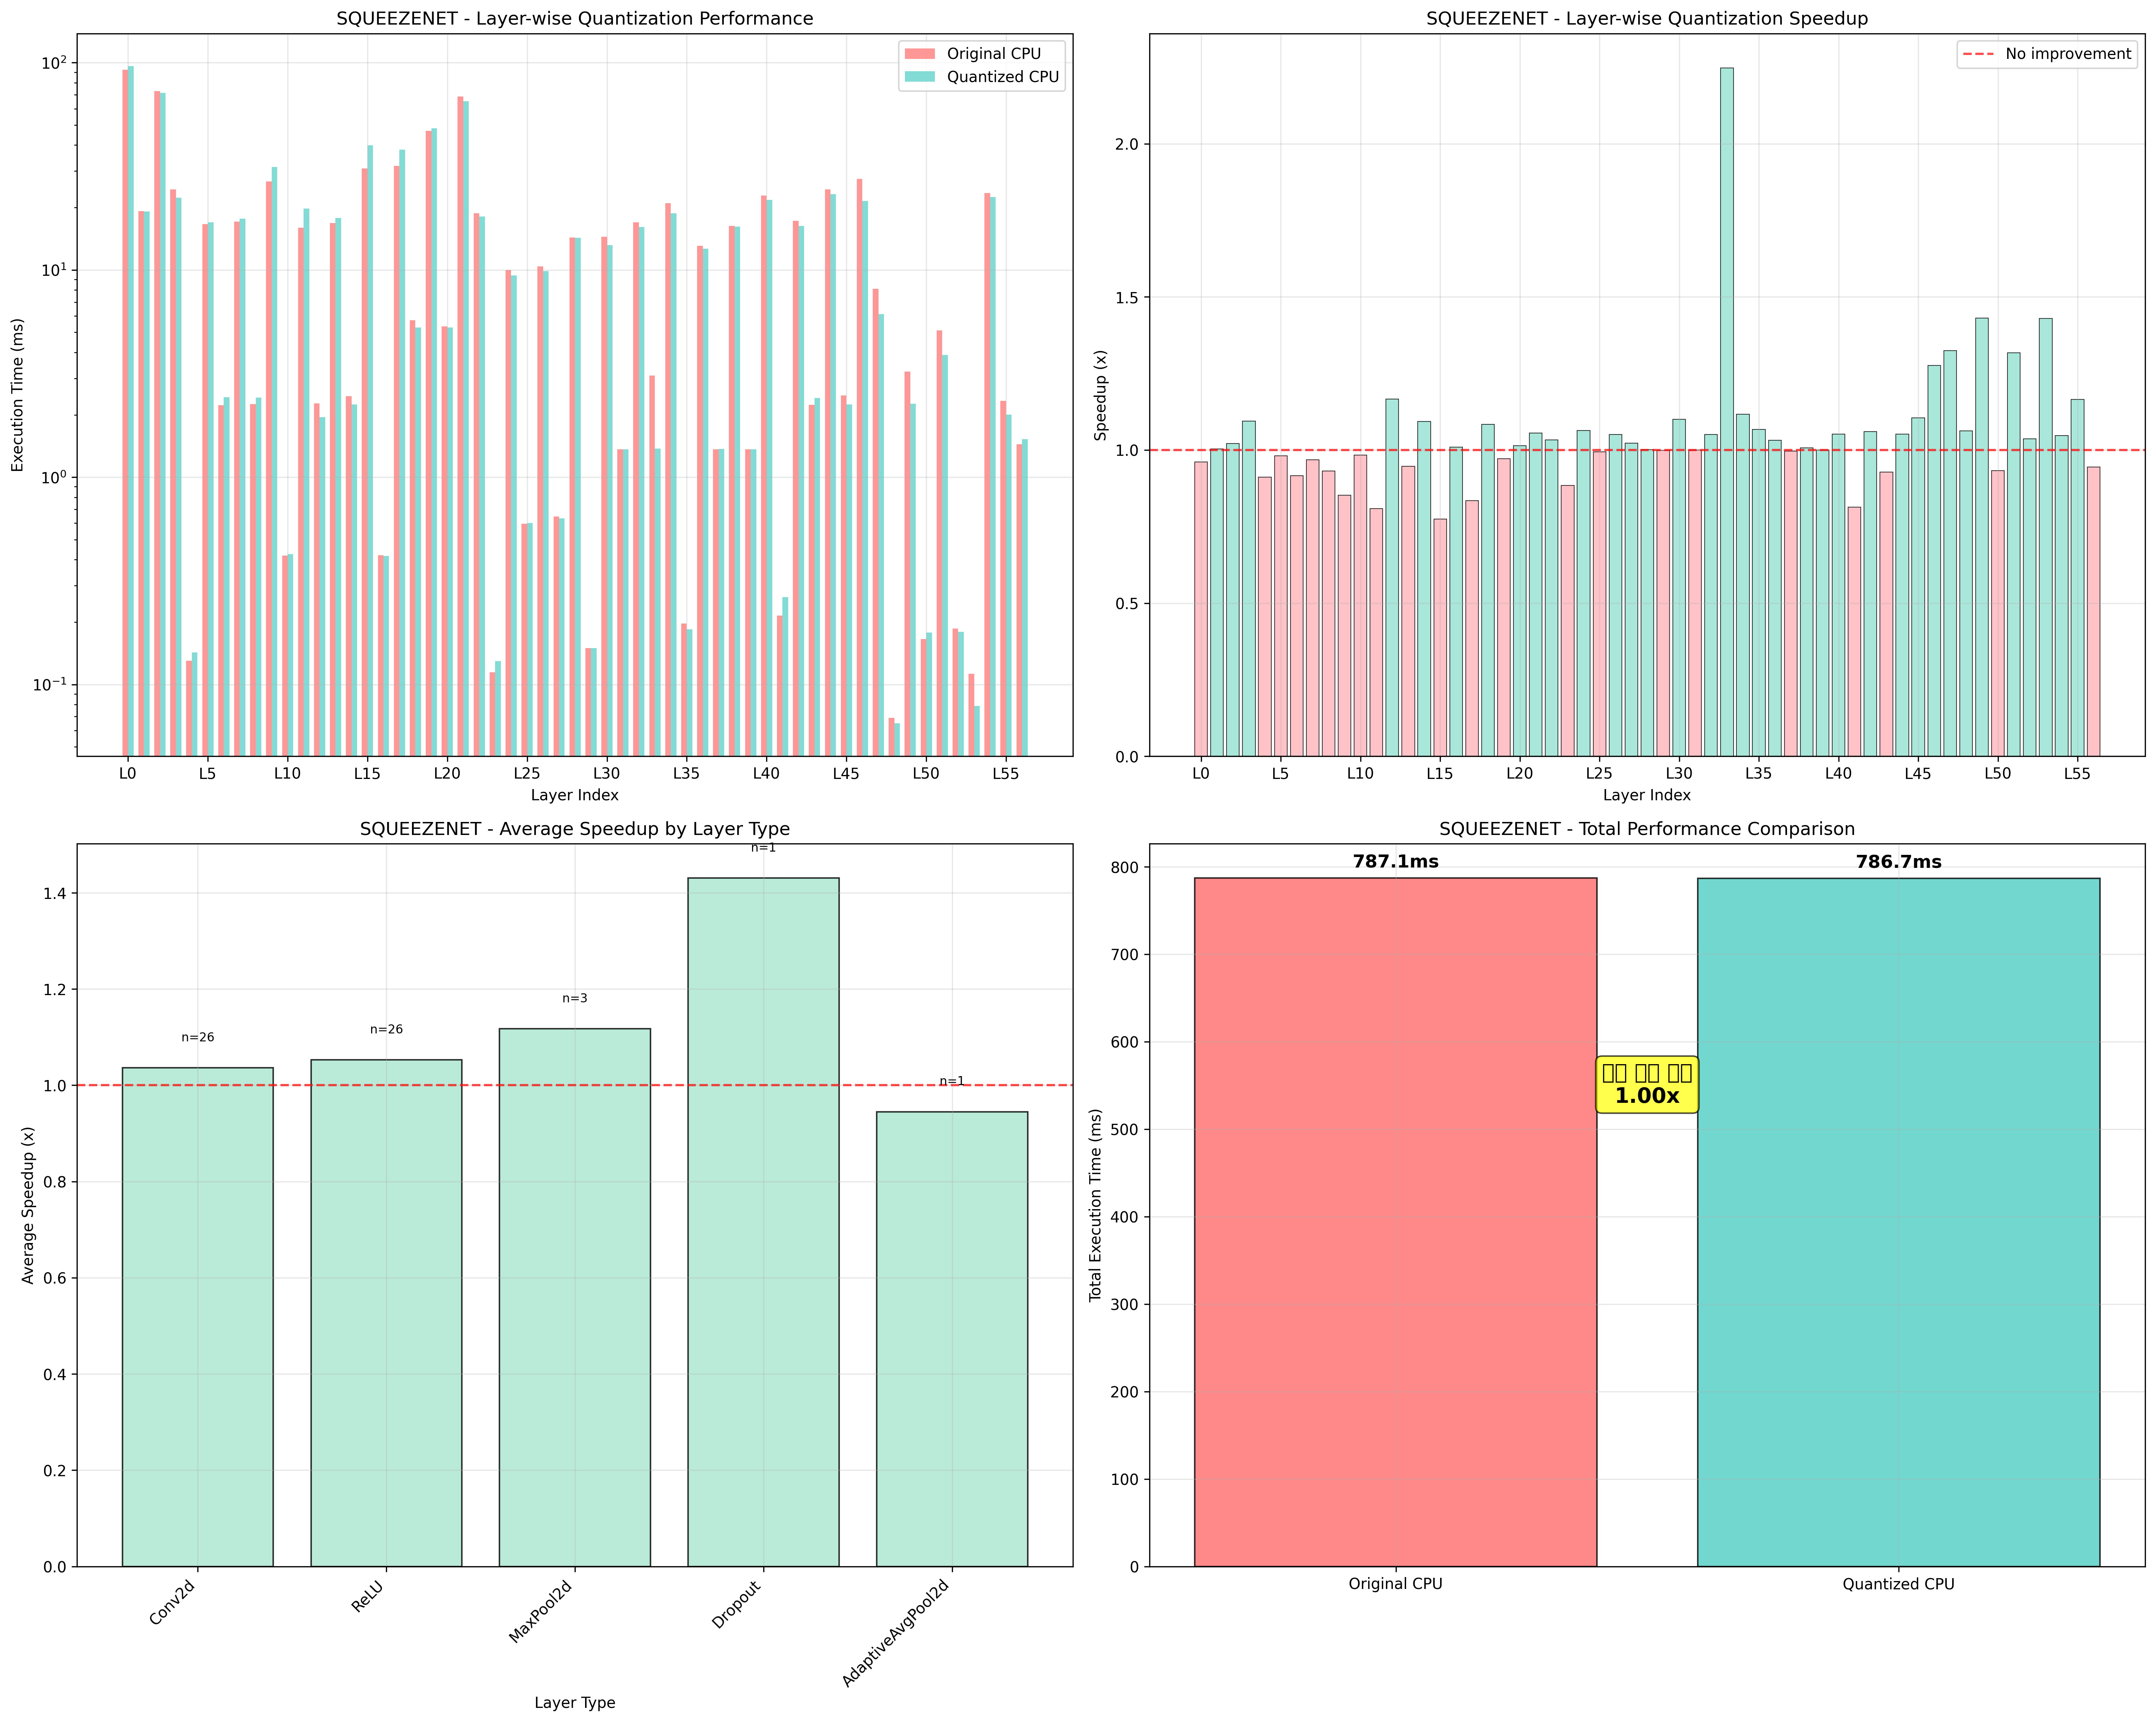 SQUEEZENET - Layer-wise Quantization Performance
Original CPU
Quantized CPU
10²
10¹
10⁰
10⁻¹
Execution Time (ms)
L0 L5 L10 L15 L20 L25 L30 L35 L40 L45 L50 L55
Layer Index
SQUEEZENET - Layer-wise Quantization Speedup
No improvement
2.0
1.5
1.0
0.5
0.0
Speedup (x)
L0 L5 L10 L15 L20 L25 L30 L35 L40 L45 L50 L55
Layer Index
SQUEEZENET - Average Speedup by Layer Type
1.4
1.2
1.0
0.8
0.6
0.4
0.2
0.0
Average Speedup (x)
n=26
n=26
n=3
n=1
n=1
Conv2d
ReLU
MaxPool2d
Dropout
AdaptiveAvgPool2d
Layer Type
SQUEEZENET - Total Performance Comparison
800
700
600
500
400
300
200
100
0
Total Execution Time (ms)
787.1ms
786.7ms
1.00x
Original CPU
Quantized CPU